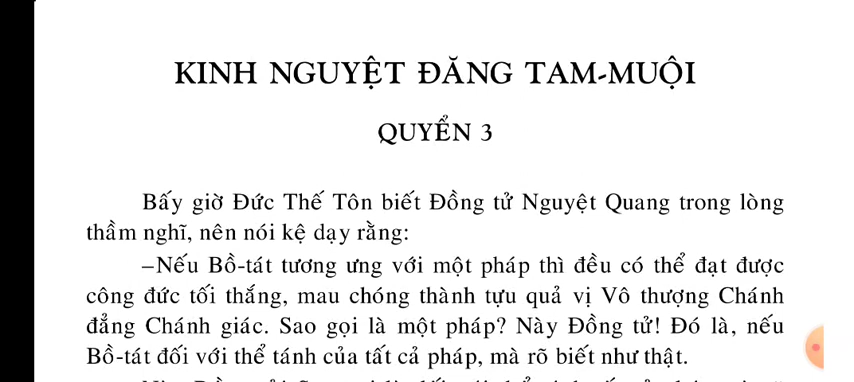 KINH NGUYỆT ĐĂNG TAM-MUỘI
QUYỂN 3
Bấy giờ Đức Thế Tôn biết Đồng tử Nguyệt Quang trong lòng
thầm nghĩ, nên nói kệ dạy rằng:
–Nếu Bồ-tát tương ưng với một pháp thì đều có thể đạt được
công đức tối thắng, mau chóng thành tựu quả vị Vô thượng Chánh
đẳng Chánh giác. Sao gọi là một pháp? Này Đồng tử! Đó là, nếu
Bồ-tát đối với thể tánh của tất cả pháp, mà rõ biết như thật.